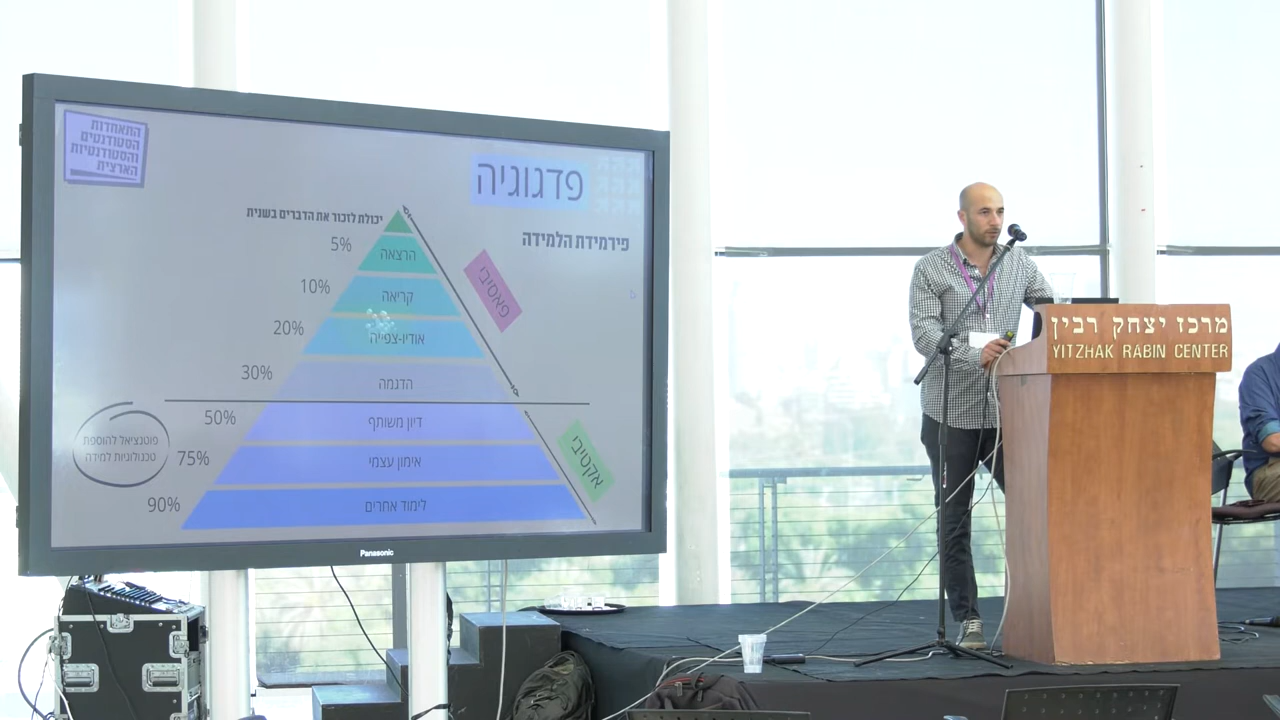 התאחדות
הסטודנטים
והסטודנטיות
הארצית
פדגוגיה
פירמידת הלמידה
יכולת לזכור את הדברים בשנית
5%
הרצאה
10%
קריאה
20%
אודיו-צפייה
30%
הדגמה
פאסיבי
50%
דיון משותף
75%
אימון עצמי
90%
לימוד אחרים
אקטיבי
פוטנציאל להוספת
טכנולוגיות למידה
Panasonic
מרכז יצחק רבין
YITZHAK RABIN CENTER